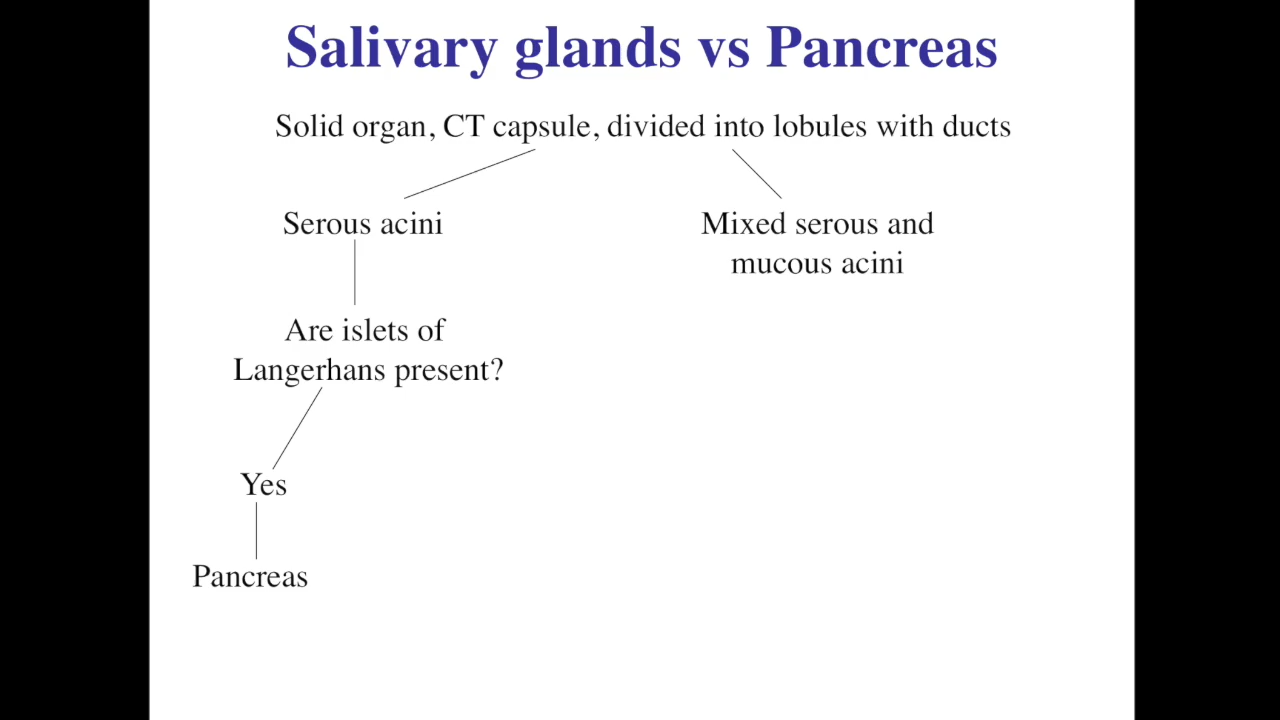 Salivary glands vs Pancreas
Solid organ, CT capsule, divided into lobules with ducts
Serous acini
Mixed serous and
mucous acini
Are islets of
Langerhans present?
Yes
Pancreas